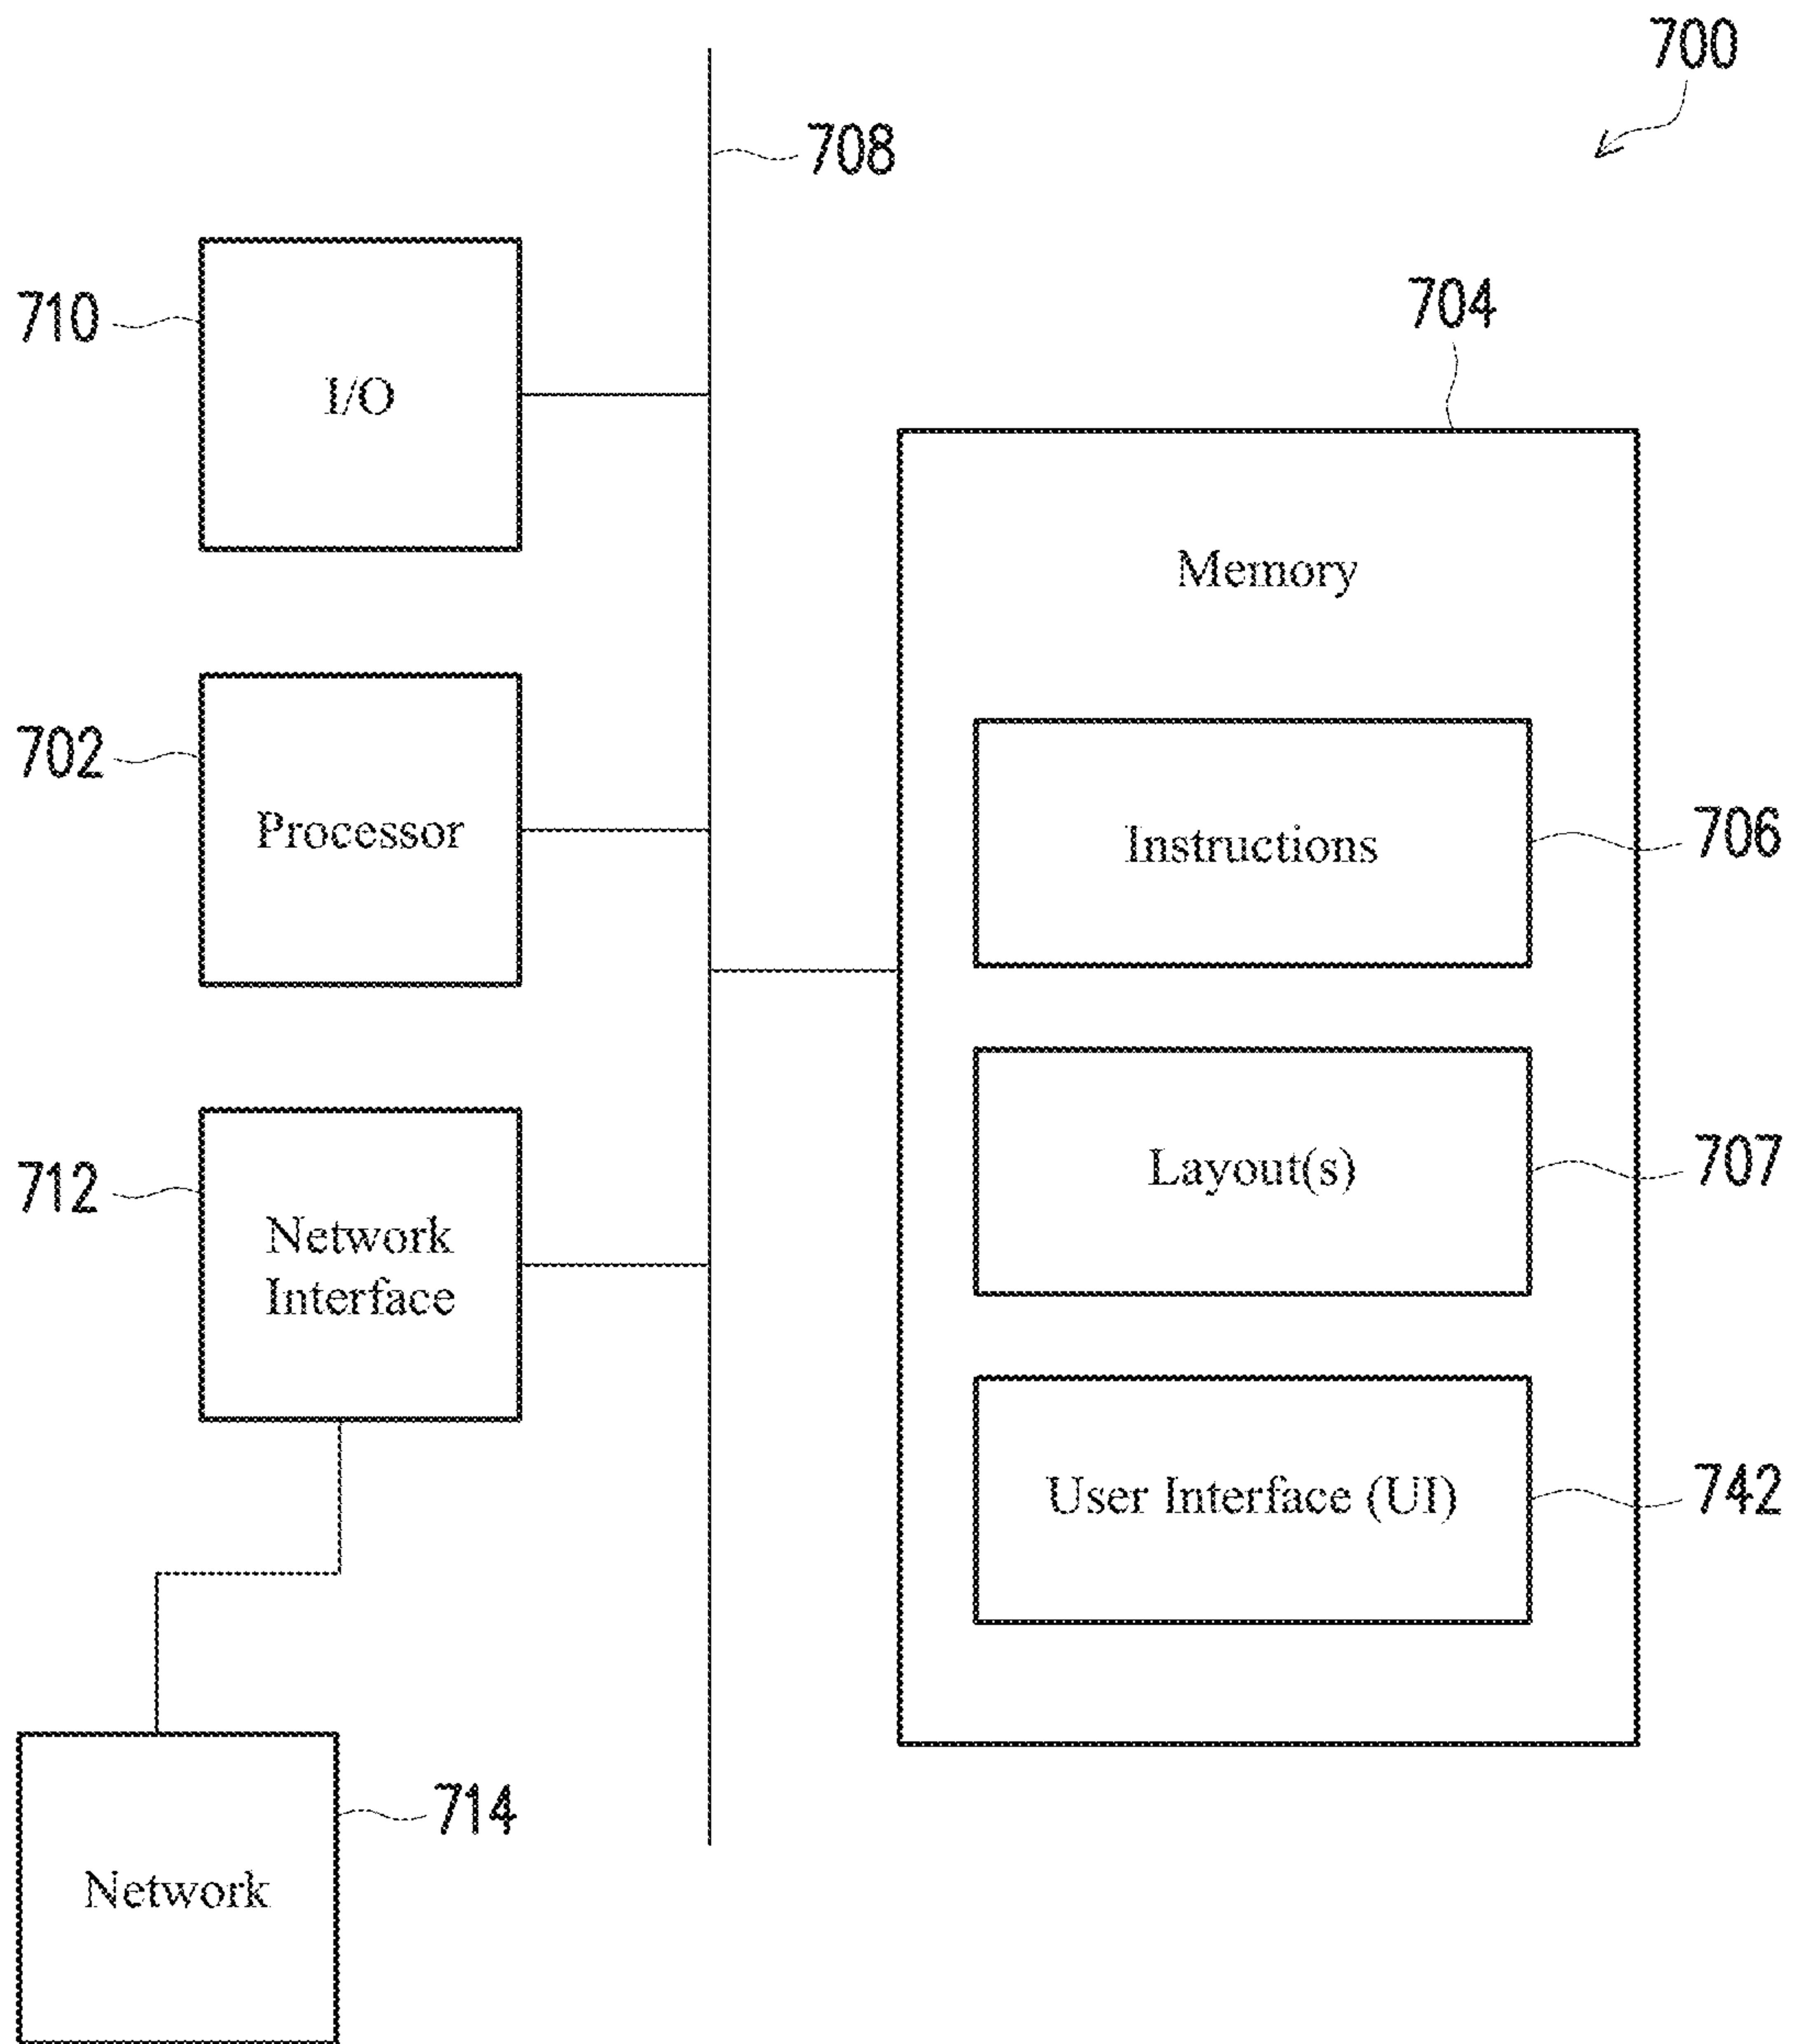 700
708
710
I/O
704
Memory
702
Processor
Instructions
706
712
Network
Interface
Layout(s)
707
User Interface (UI)
742
714
Network